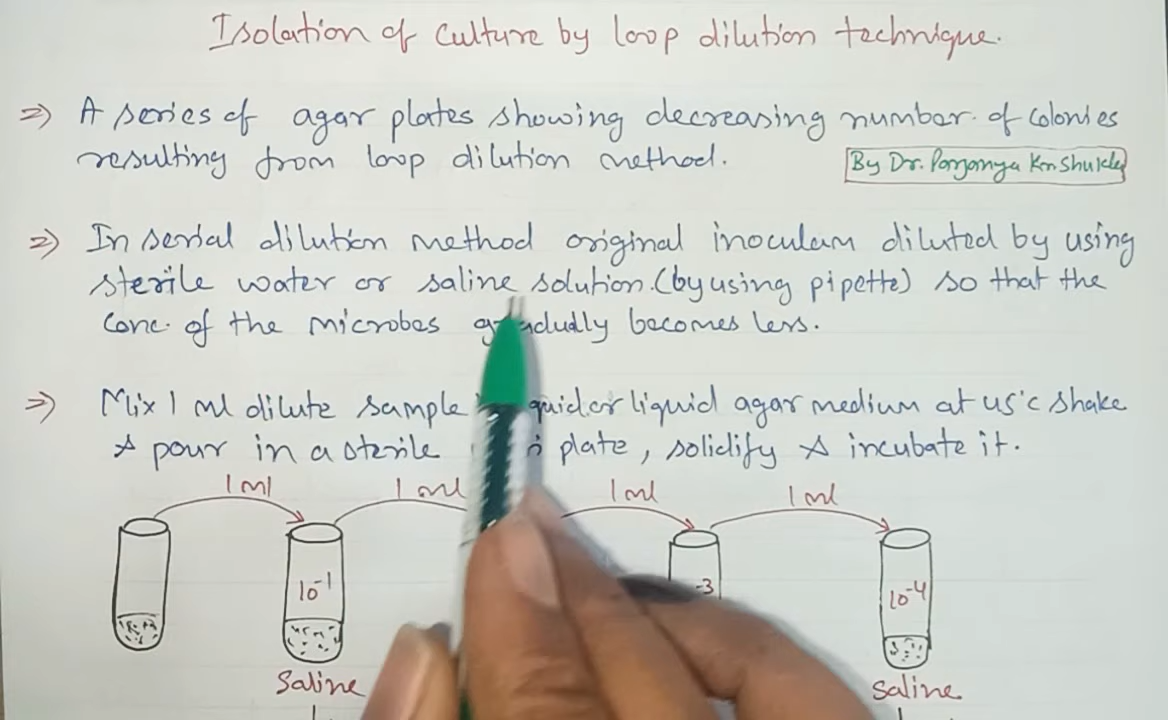 Isolation of culture by loop dilution technique.
=> A series of agar plates showing decreasing number. of colonies
resulting from loop dilution method.
By Dr. Parjanya Km Shukla
=> In serial dilution method original inoculum diluted by using
sterile water or saline solution. (by using pipette) so that the
Conc. of the microbes becomes less.
=> Mix 1 ml dilute sample liquid agar medium at 45°c shake
& pour in a sterile plate, solidify & incubate it.
1 ml 1 ml 1 ml 1 ml
10⁻¹ -3 10⁻⁴
Saline Saline